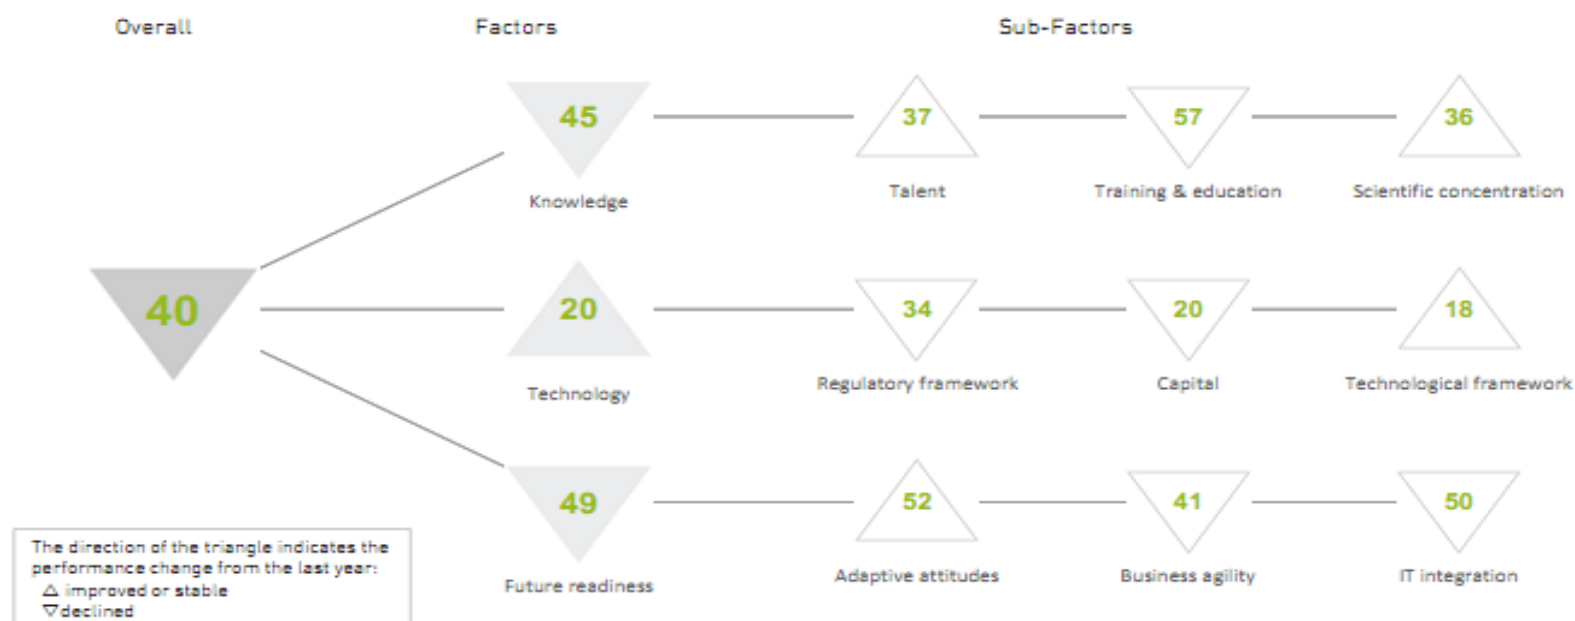 Overall Factors Sub-Factors
45 37 57 36
Knowledge Talent Training & education Scientific concentration
40 20 34 20 18
Technology Regulatory framework Capital Technological framework
49 52 41 50
Future readiness Adaptive attitudes Business agility IT integration
The direction of the triangle indicates the
performance change from the last year:
△ improved or stable
▽ declined